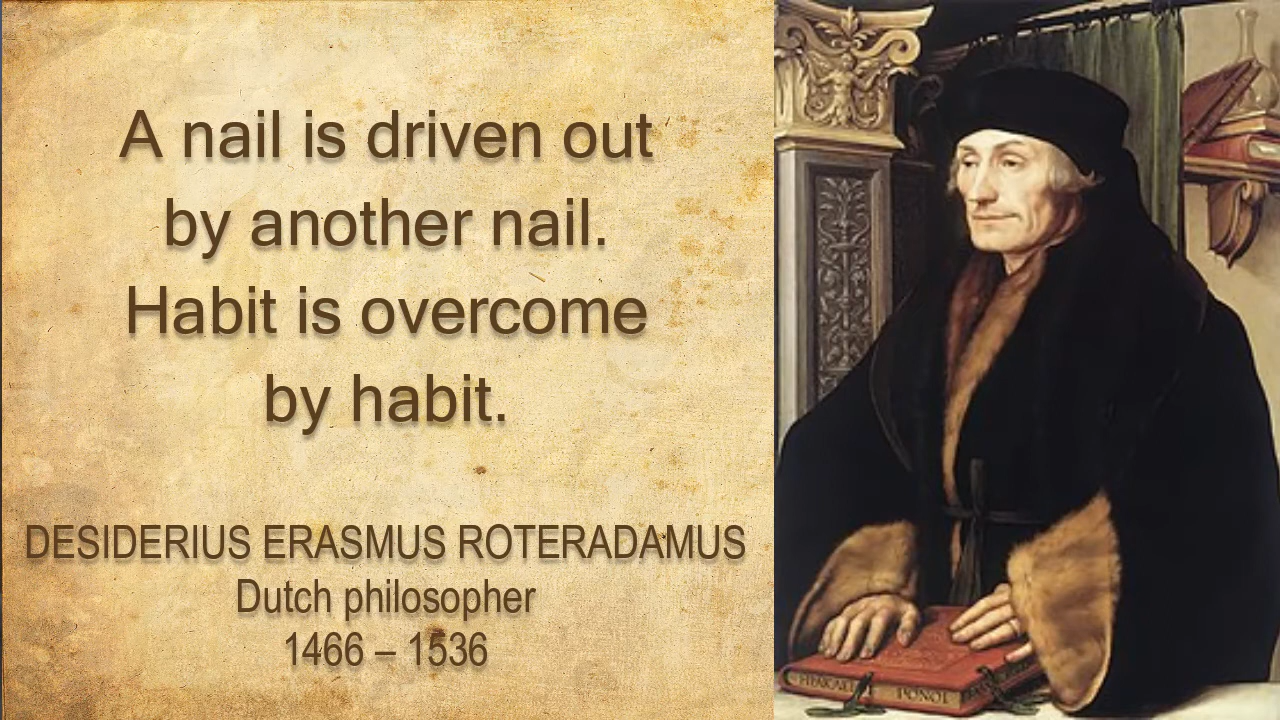 A nail is driven out
by another nail.
Habit is overcome
by habit.
DESIDERIUS ERASMUS ROTERADAMUS
Dutch philosopher
1466 – 1536